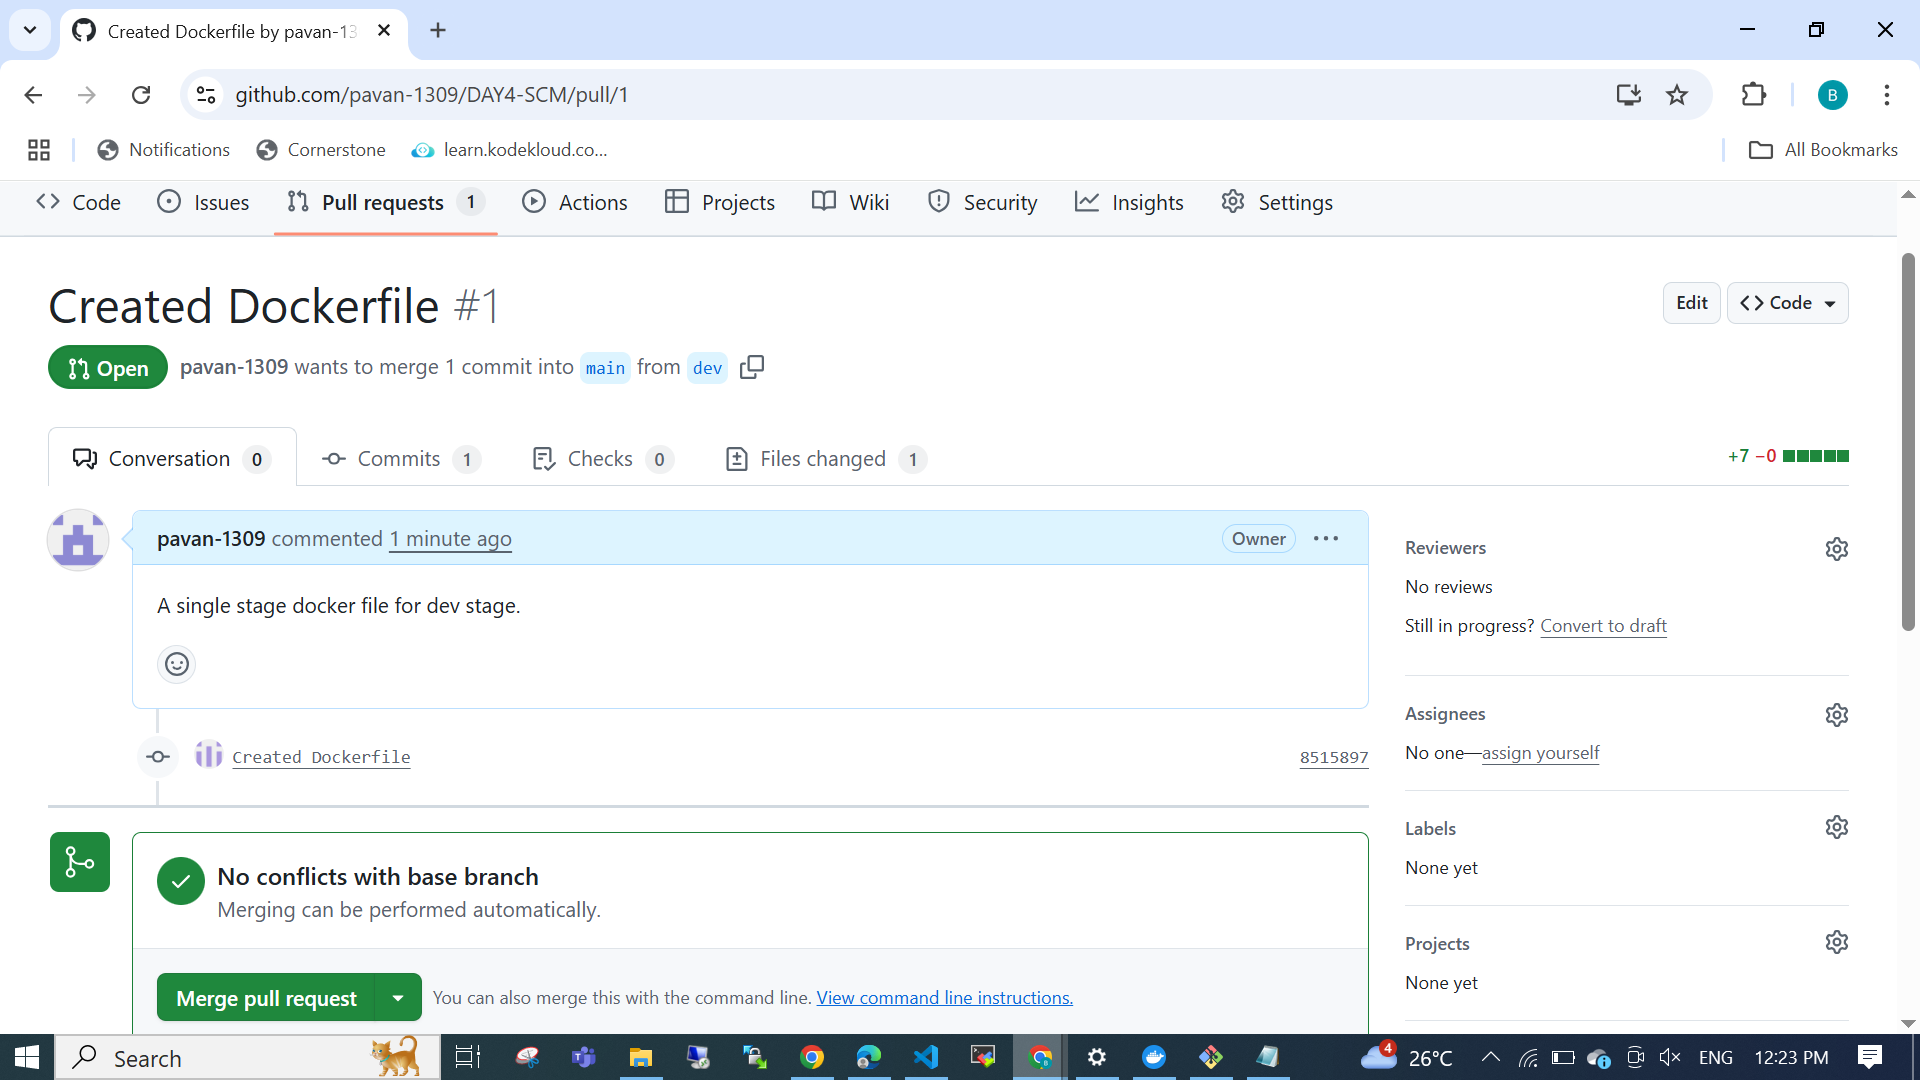 Created Dockerfile by pavan-13
github.com/pavan-1309/DAY4-SCM/pull/1
B
Notifications
Cornerstone
learn.kodekloud.co...
All Bookmarks
Code
Issues
Pull requests 1
Actions
Projects
Wiki
Security
Insights
Settings
Created Dockerfile #1
Edit
Code
Open
pavan-1309 wants to merge 1 commit into main from dev
Conversation 0
Commits 1
Checks 0
Files changed 1
+7 −0
pavan-1309 commented 1 minute ago
Owner
A single stage docker file for dev stage.
Created Dockerfile
8515897
No conflicts with base branch
Merging can be performed automatically.
Merge pull request
You can also merge this with the command line. View command line instructions.
Reviewers
No reviews
Still in progress? Convert to draft
Assignees
No one—assign yourself
Labels
None yet
Projects
None yet
Search
4
26°C
ENG
12:23 PM